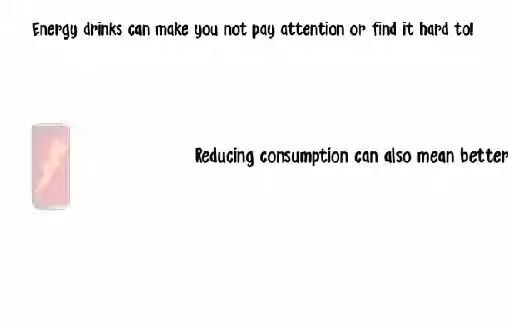 Energy drinks can make you not pay attention or find it hard to!
Reducing consumption can also mean better